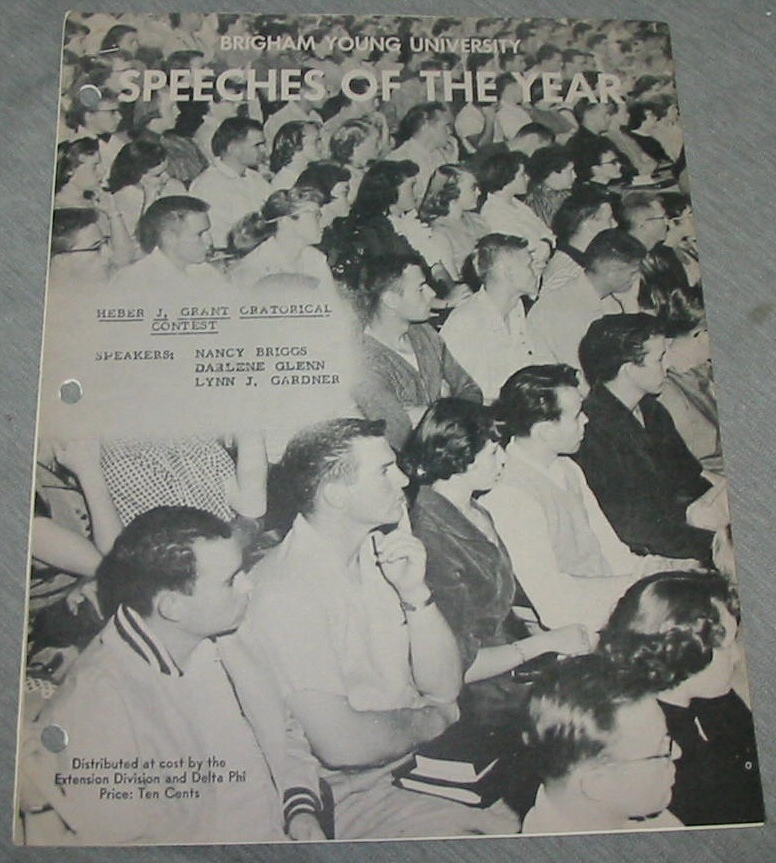 BRIGHAM YOUNG UNIVERSITY
SPEECHES OF THE YEAR
HEBER J. GRANT ORATORICAL
CONTEST
SPEAKERS: NANCY BRIGGS
DARLENE GLENN
LYNN J. GARDNER
Distributed at cost by the
Extension Division and Delta Phi
Price: Ten Cents